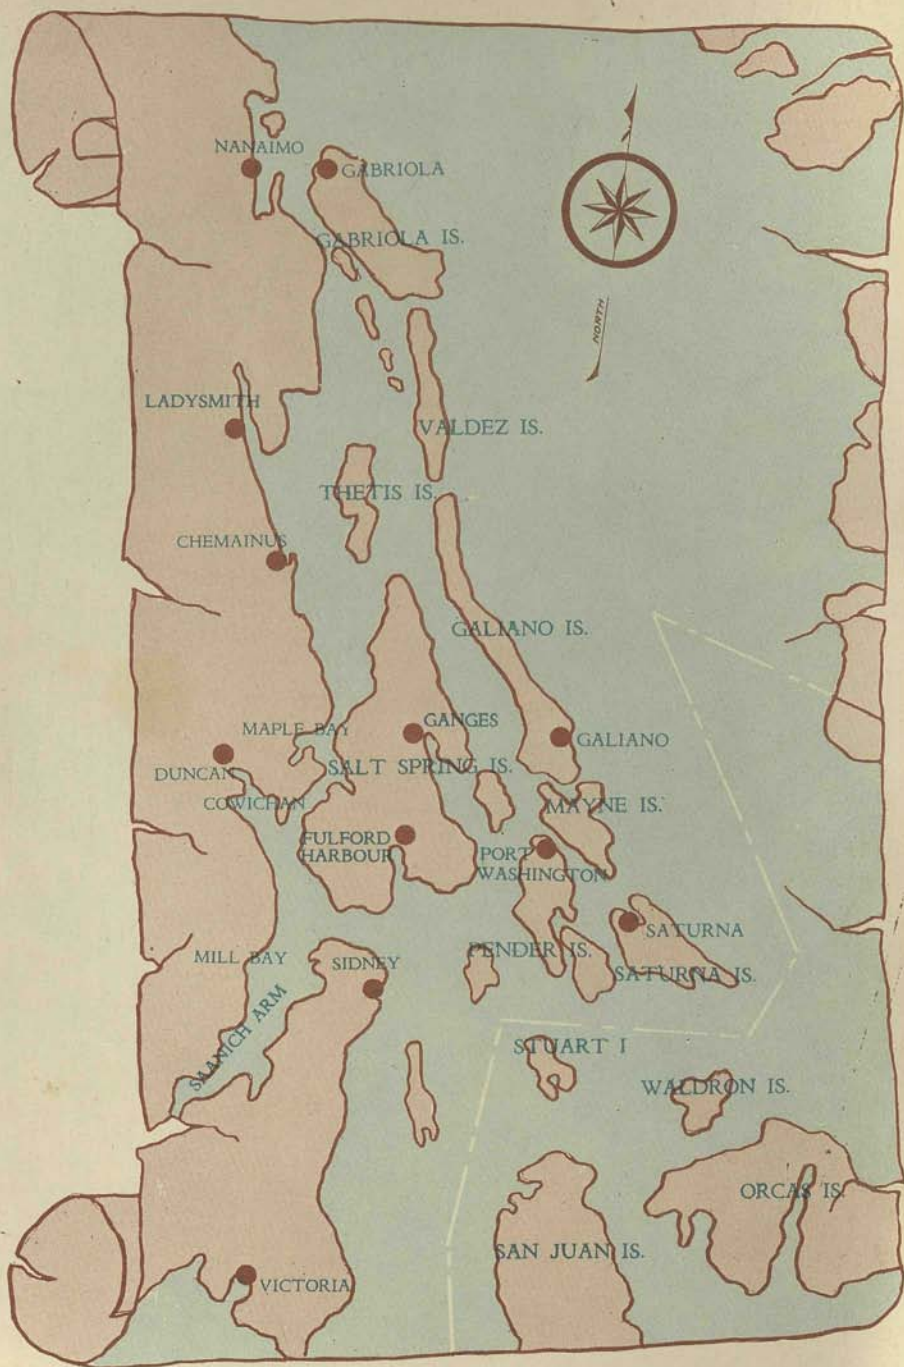 NANAIMO
GABRIOLA
GABRIOLA IS.
NORTH
LADYSMITH
VALDEZ IS.
THETIS IS.
CHEMAINUS
GALIANO IS.
GANGES
MAPLE BAY
GALIANO
SALT SPRING IS.
DUNCAN
COWICHAN
MAYNE IS.
FULFORD
HARBOUR
PORT
WASHINGTON
SATURNA
PENDER IS.
MILL BAY
SIDNEY
SATURNA IS.
SAANICH ARM
STUART I
WALDRON IS.
ORCAS IS.
SAN JUAN IS.
VICTORIA